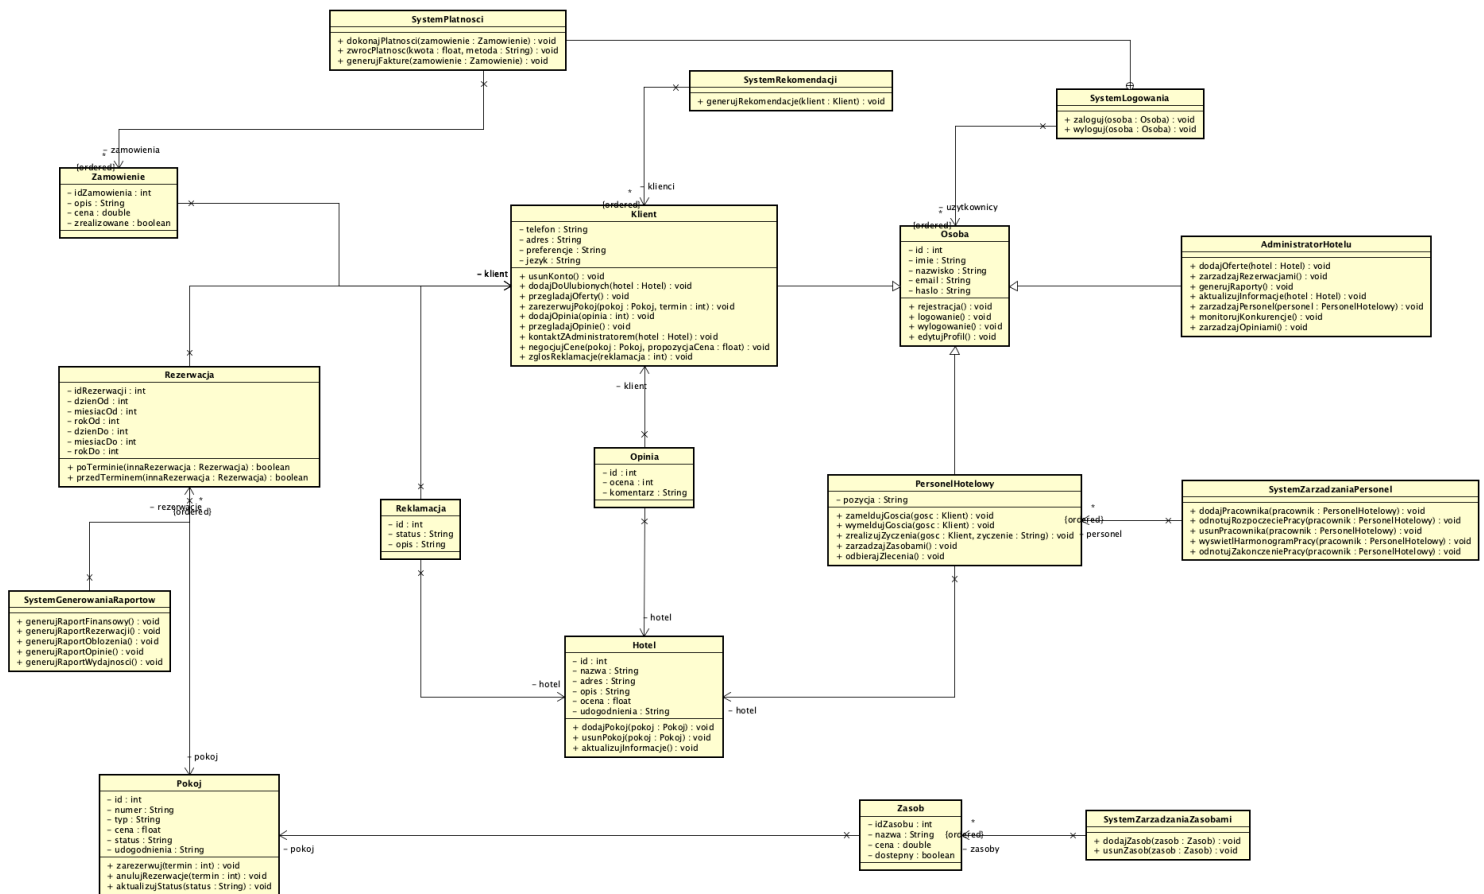 SystemPlatnosci
+ dokonajPlatnosci(zamowienie : Zamowienie) : void
+ zwrocPlatnosc(kwota : float, metoda : String) : void
+ generujFakture(zamowienie : Zamowienie) : void
SystemRekomendacji
+ generujRekomendacje(klient : Klient) : void
SystemLogowania
+ zaloguj(osoba : Osoba) : void
+ wyloguj(osoba : Osoba) : void
– zamowienia
*
{ordered}
Zamowienie
– idZamowienia : int
– opis : String
– cena : double
– zrealizowane : boolean
– klienci
*
{ordered}
Klient
– telefon : String
– adres : String
– preferencje : String
– jezyk : String
+ usunKonto() : void
+ dodajDoUlubionych(hotel : Hotel) : void
+ przegladajOferty() : void
+ zarezerwujPokoj(pokoj : Pokoj, termin : int) : void
+ dodajOpinia(opinia : int) : void
+ przegladajOpinie() : void
+ kontaktZAdministratorem(hotel : Hotel) : void
+ negocjujCene(pokoj : Pokoj, propozycjaCena : float) : void
+ zglosReklamacje(reklamacja : int) : void
– klient
– uzytkownicy
*
{ordered}
Osoba
– id : int
– imie : String
– nazwisko : String
– email : String
– haslo : String
+ rejestracja() : void
+ logowanie() : void
+ wylogowanie() : void
+ edytujProfil() : void
AdministratorHotelu
+ dodajOferte(hotel : Hotel) : void
+ zarzadzajRezerwacjami() : void
+ generujRaporty() : void
+ aktualizujInformacje(hotel : Hotel) : void
+ zarzadzajPersonel(personel : PersonelHotelowy) : void
+ monitorujKonkurencje() : void
+ zarzadzajOpiniami() : void
Rezerwacja
– idRezerwacji : int
– dzienOd : int
– miesiacOd : int
– rokOd : int
– dzienDo : int
– miesiacDo : int
– rokDo : int
+ poTerminie(innaRezerwacja : Rezerwacja) : boolean
+ przedTerminem(innaRezerwacja : Rezerwacja) : boolean
– klient
Opinia
– id : int
– ocena : int
– komentarz : String
Reklamacja
– id : int
– status : String
– opis : String
PersonelHotelowy
– pozycja : String
+ zameldujGoscia(gosc : Klient) : void
+ wymeldujGoscia(gosc : Klient) : void
+ zrealizujZyczenia(gosc : Klient, zyczenie : String) : void
+ zarzadzajZasobami() : void
+ odbierajZlecenia() : void
*
{ordered}
– personel
SystemZarzadzaniaPersonel
+ dodajPracownika(pracownik : PersonelHotelowy) : void
+ odnotujRozpoczeciePracy(pracownik : PersonelHotelowy) : void
+ usunPracownika(pracownik : PersonelHotelowy) : void
+ wyswietlHarmonogramPracy(pracownik : PersonelHotelowy) : void
+ odnotujZakonczeniePracy(pracownik : PersonelHotelowy) : void
*
– rezerwacje
{ordered}
SystemGenerowaniaRaportow
+ generujRaportFinansowy() : void
+ generujRaportRezerwacji() : void
+ generujRaportOblozenia() : void
+ generujRaportOpinie() : void
+ generujRaportWydajnosci() : void
– hotel
Hotel
– id : int
– nazwa : String
– adres : String
– opis : String
– ocena : float
– udogodnienia : String
+ dodajPokoj(pokoj : Pokoj) : void
+ usunPokoj(pokoj : Pokoj) : void
+ aktualizujInformacje() : void
– hotel
– hotel
– pokoj
Pokoj
– id : int
– numer : String
– typ : String
– cena : float
– status : String
– udogodnienia : String
+ zarezerwuj(termin : int) : void
+ anulujRezerwacje(termin : int) : void
+ aktualizujStatus(status : String) : void
– pokoj
Zasob
– idZasobu : int
– nazwa : String
– cena : double
– dostepny : boolean
*
{ordered}
– zasoby
SystemZarzadzaniaZasobami
+ dodajZasob(zasob : Zasob) : void
+ usunZasob(zasob : Zasob) : void